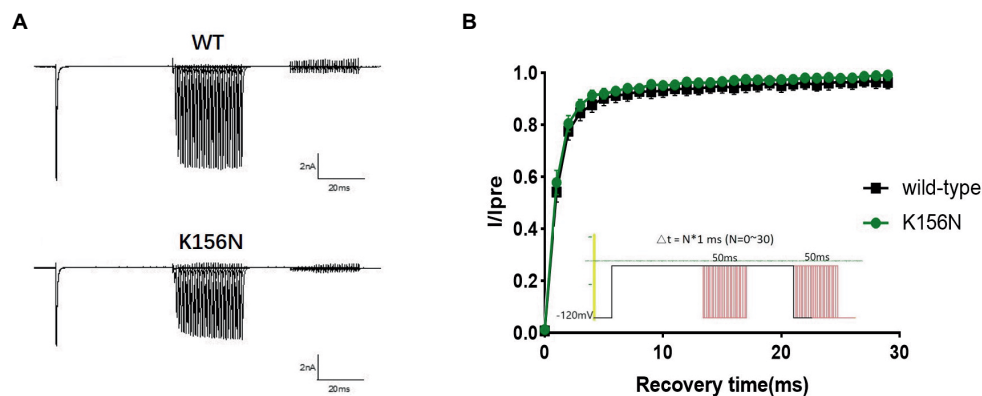 A
WT
2nA
20ms
K156N
2nA
20ms
B
I/Ipre
1.0
0.8
0.6
0.4
0.2
0.0
0
10
20
30
Recovery time(ms)
△t = N*1 ms (N=0~30)
50ms
50ms
-120mV
wild-type
K156N